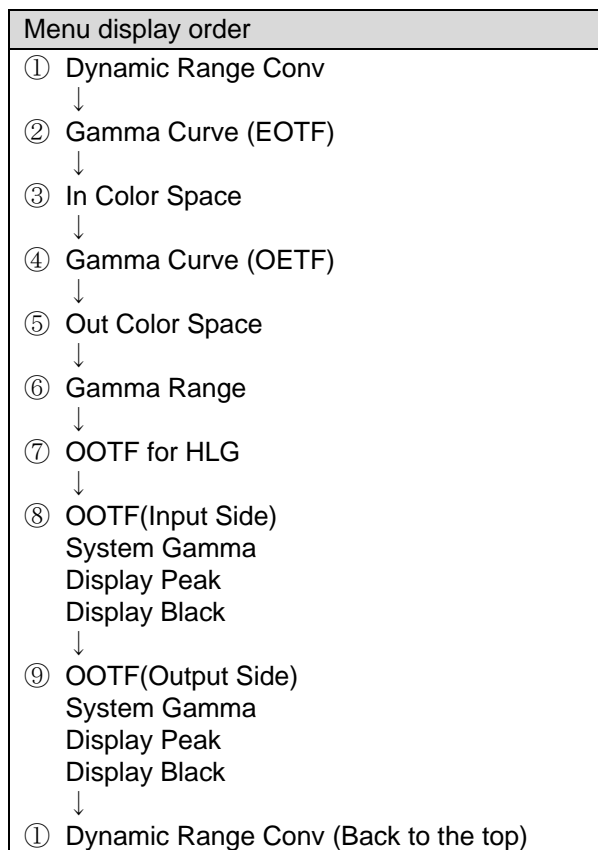 Menu display order
① Dynamic Range Conv
↓
② Gamma Curve (EOTF)
↓
③ In Color Space
↓
④ Gamma Curve (OETF)
↓
⑤ Out Color Space
↓
⑥ Gamma Range
↓
⑦ OOTF for HLG
↓
⑧ OOTF(Input Side)
System Gamma
Display Peak
Display Black
↓
⑨ OOTF(Output Side)
System Gamma
Display Peak
Display Black
↓
① Dynamic Range Conv (Back to the top)